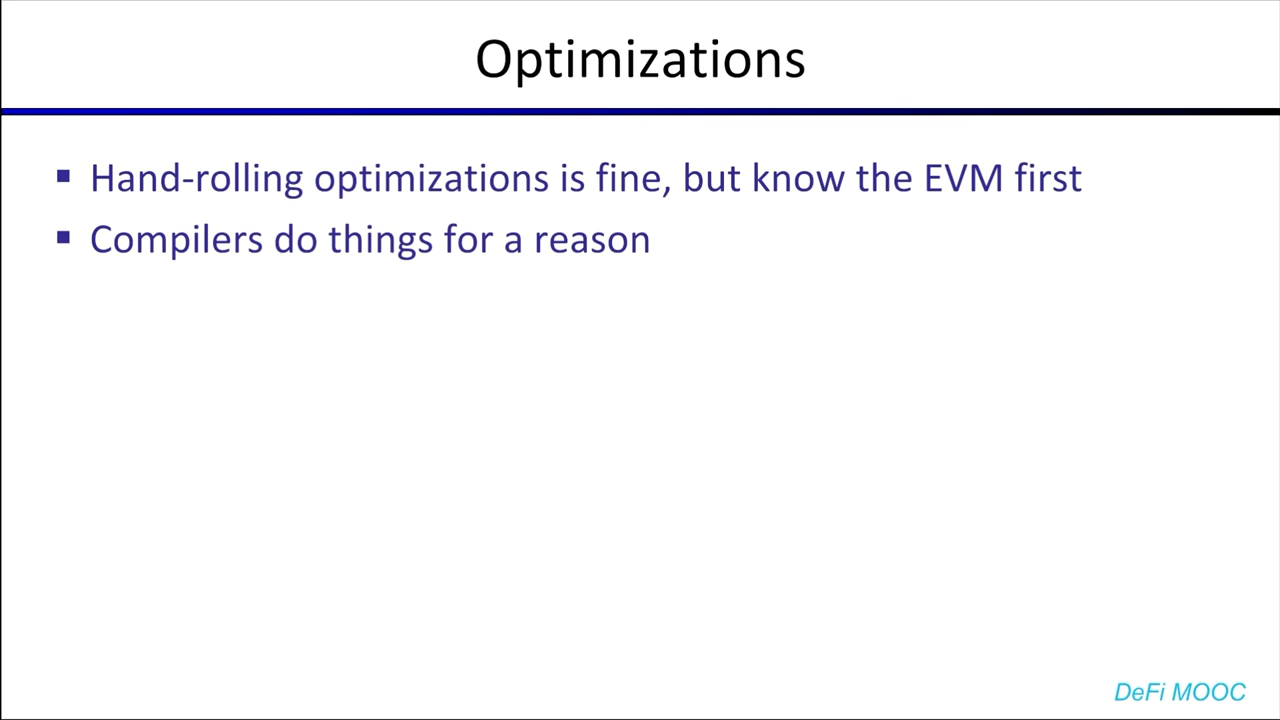 Optimizations
Hand-rolling optimizations is fine, but know the EVM first
Compilers do things for a reason
DeFi MOOC